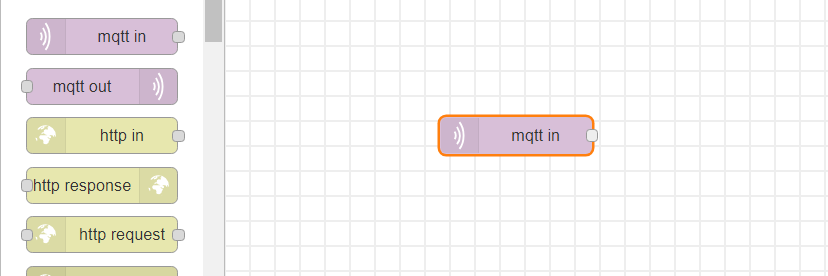 mqtt in
mqtt out
http in
http response
http request
mqtt in